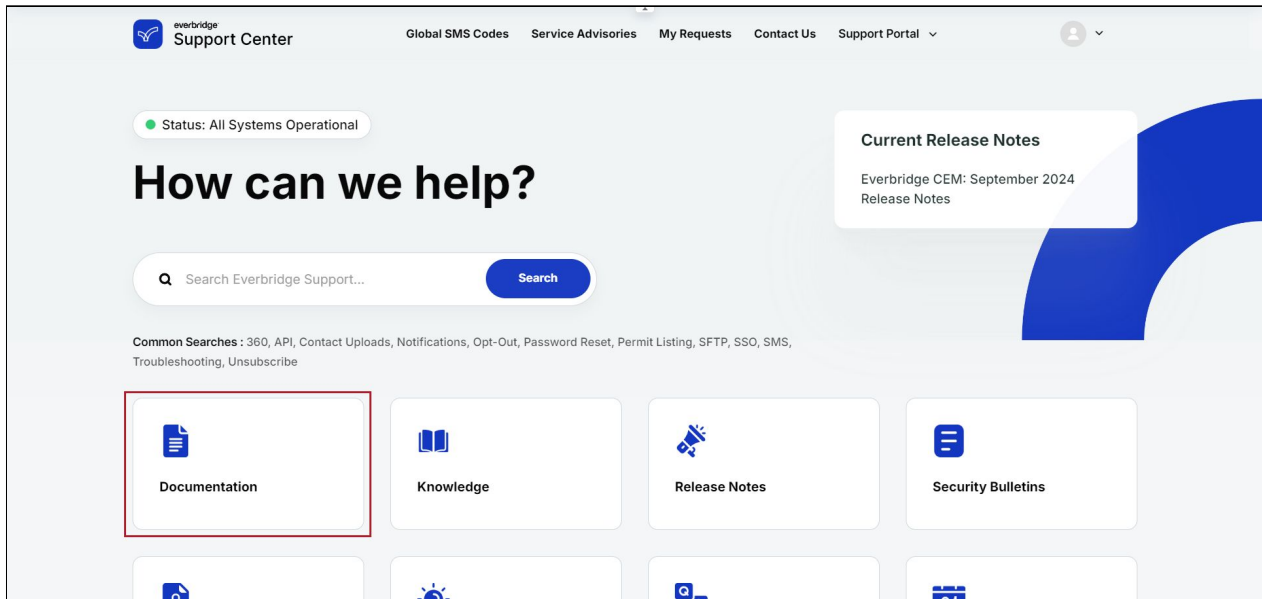 everbridge
Support Center
Global SMS Codes
Service Advisories
My Requests
Contact Us
Support Portal
Status: All Systems Operational
How can we help?
Current Release Notes
Everbridge CEM: September 2024
Release Notes
Search Everbridge Support...
Search
Common Searches : 360, API, Contact Uploads, Notifications, Opt-Out, Password Reset, Permit Listing, SFTP, SSO, SMS,
Troubleshooting, Unsubscribe
Documentation
Knowledge
Release Notes
Security Bulletins
Q